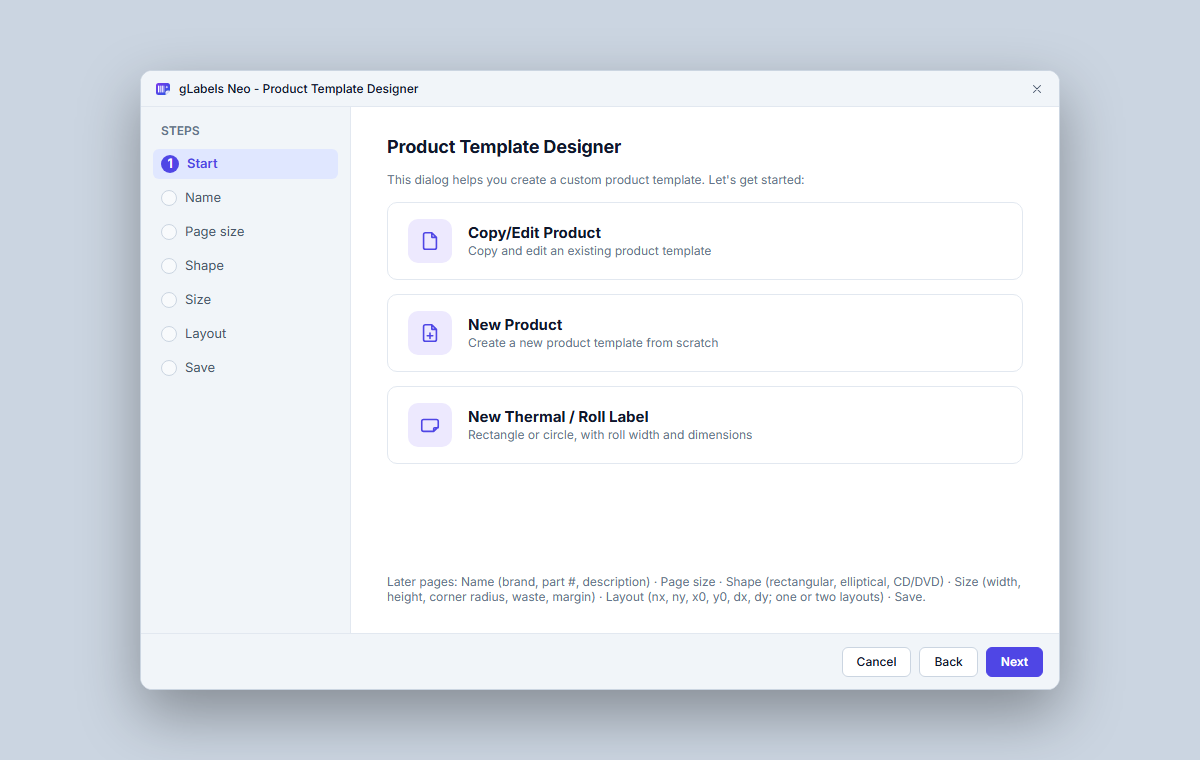 gLabels Neo - Product Template Designer
STEPS
1 Start
Name
Page size
Shape
Size
Layout
Save
Product Template Designer
This dialog helps you create a custom product template. Let's get started:
Copy/Edit Product
Copy and edit an existing product template
New Product
Create a new product template from scratch
New Thermal / Roll Label
Rectangle or circle, with roll width and dimensions
Later pages: Name (brand, part #, description) · Page size · Shape (rectangular, elliptical, CD/DVD) · Size (width,
height, corner radius, waste, margin) · Layout (nx, ny, x0, y0, dx, dy; one or two layouts) · Save.
Cancel
Back
Next